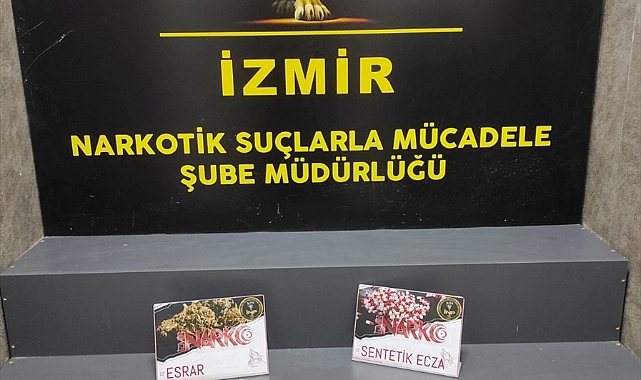 İZMİR
NARKOTİK SUÇLARLA MÜCADELE
ŞUBE MÜDÜRLÜĞÜ
NARKO
ESRAR
NARKO
SENTETİK ECZA